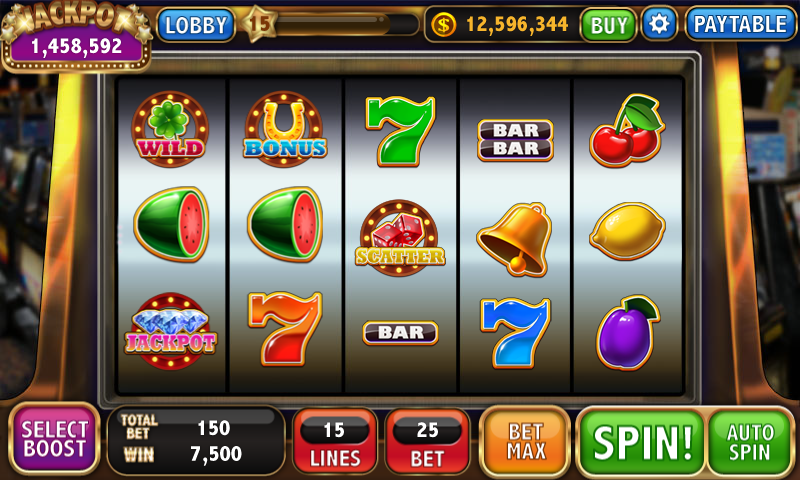 JACKPOT
1,458,592
LOBBY
15
$ 12,596,344
BUY
PAYTABLE
WILD
BONUS
7
BAR
BAR
SCATTER
JACKPOT
7
BAR
7
SELECT
BOOST
TOTAL
BET 150
WIN 7,500
15
LINES
25
BET
BET
MAX
SPIN!
AUTO
SPIN